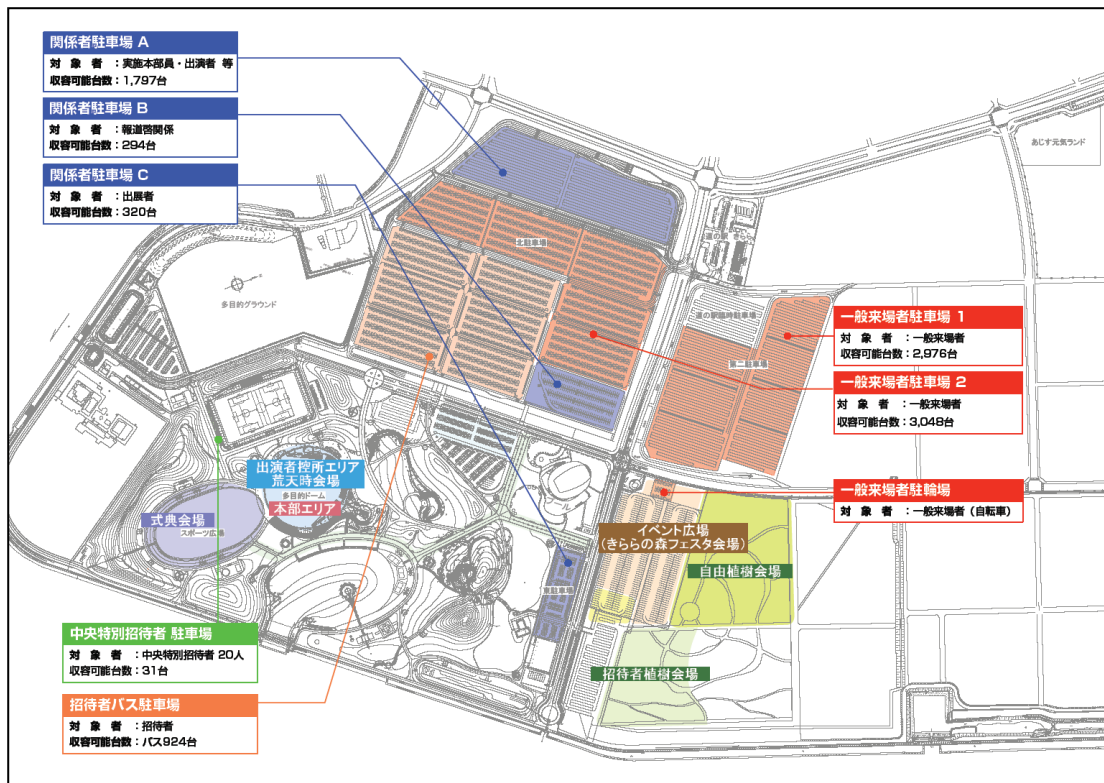 関係者駐車場 A
対 象 者：実施本部員・出演者 等
収容可能台数：1,797台
関係者駐車場 B
対 象 者：報道啓関係
収容可能台数：294台
関係者駐車場 C
対 象 者：出展者
収容可能台数：320台
あじす元気ランド
道の駅 きらら
北駐車場
多目的グラウンド
道の駅臨時駐車場
第二駐車場
一般来場者駐車場 1
対 象 者：一般来場者
収容可能台数：2,976台
一般来場者駐車場 2
対 象 者：一般来場者
収容可能台数：3,048台
一般来場者駐輪場
対 象 者：一般来場者（自転車）
出演者控所エリア
荒天時会場
多目的ドーム
本部エリア
式典会場
スポーツ広場
イベント広場
（きららの森フェスタ会場）
自由植樹会場
東駐車場
招待者植樹会場
中央特別招待者 駐車場
対 象 者：中央特別招待者 20人
収容可能台数：31台
招待者バス駐車場
対 象 者：招待者
収容可能台数：バス924台